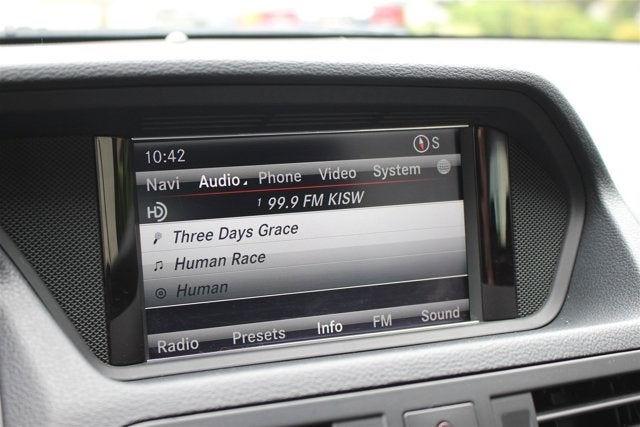 10:42 S
Navi Audio Phone Video System
HD 1 99.9 FM KISW
Three Days Grace
Human Race
Human
Radio Presets Info FM Sound